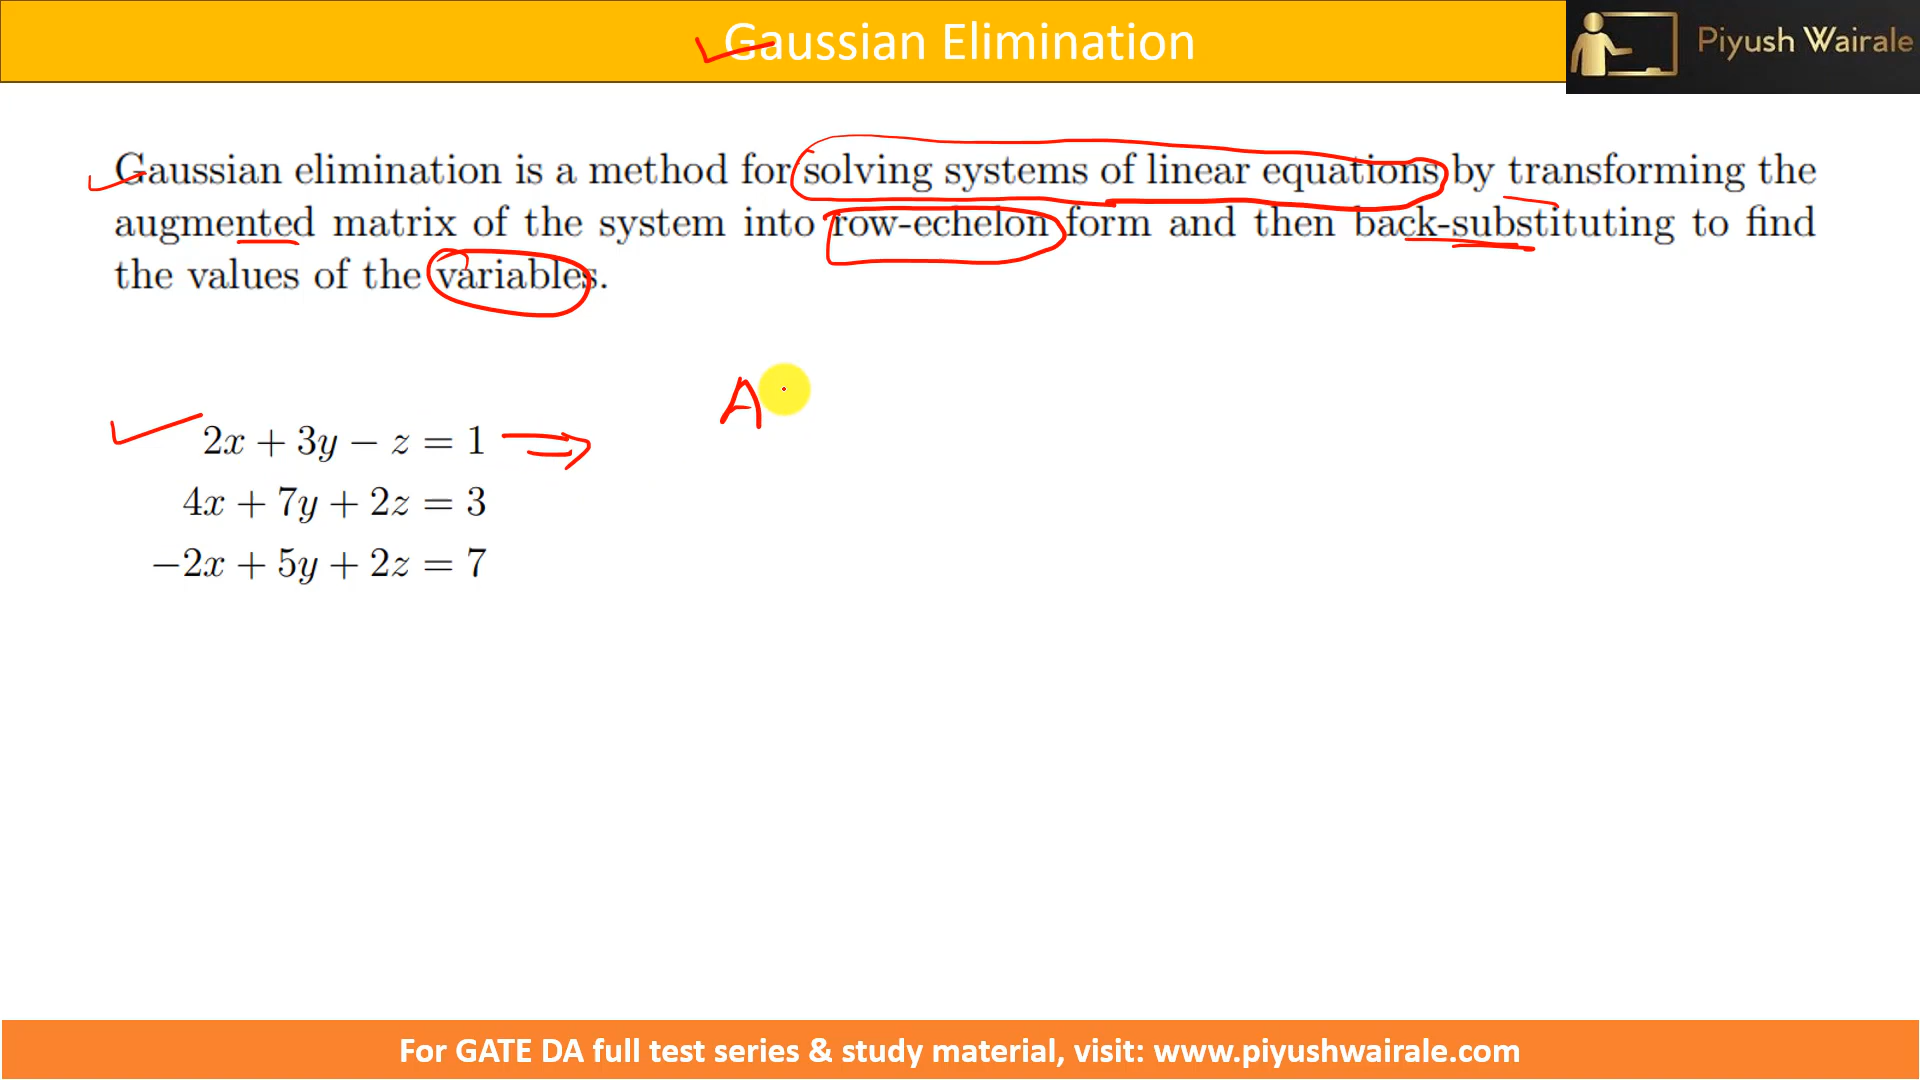 Gaussian Elimination
Piyush Wairale
Gaussian elimination is a method for solving systems of linear equations by transforming the
augmented matrix of the system into row-echelon form and then back-substituting to find
the values of the variables.
A
2x + 3y − z = 1
4x + 7y + 2z = 3
−2x + 5y + 2z = 7
For GATE DA full test series & study material, visit: www.piyushwairale.com